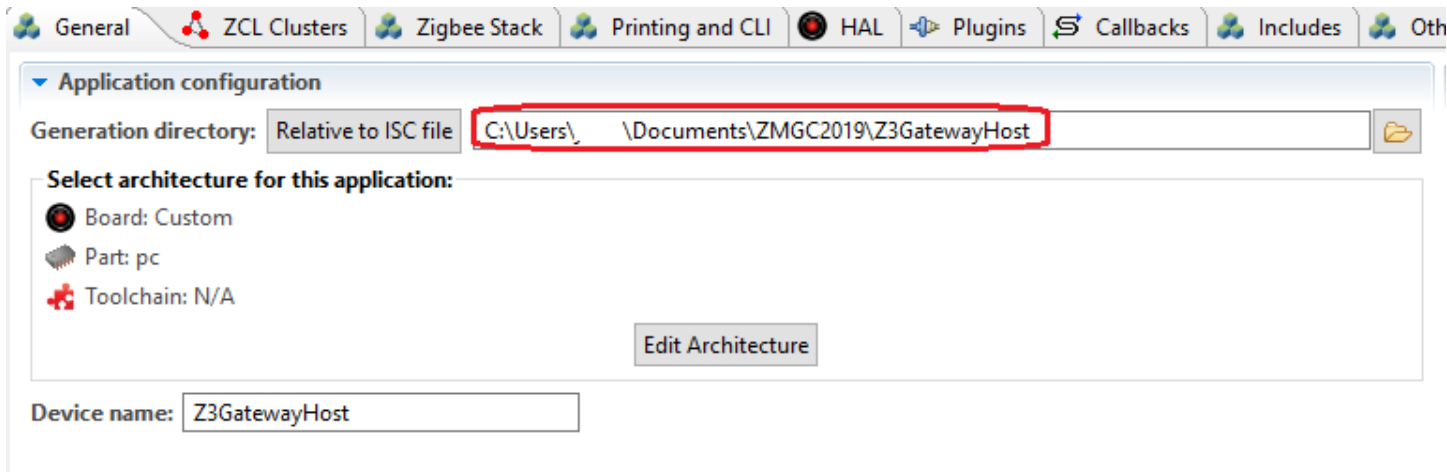 General ZCL Clusters Zigbee Stack Printing and CLI HAL Plugins Callbacks Includes Oth
Application configuration
Generation directory: Relative to ISC file C:\Users\ \Documents\ZMGC2019\Z3GatewayHost
Select architecture for this application:
Board: Custom
Part: pc
Toolchain: N/A
Edit Architecture
Device name: Z3GatewayHost